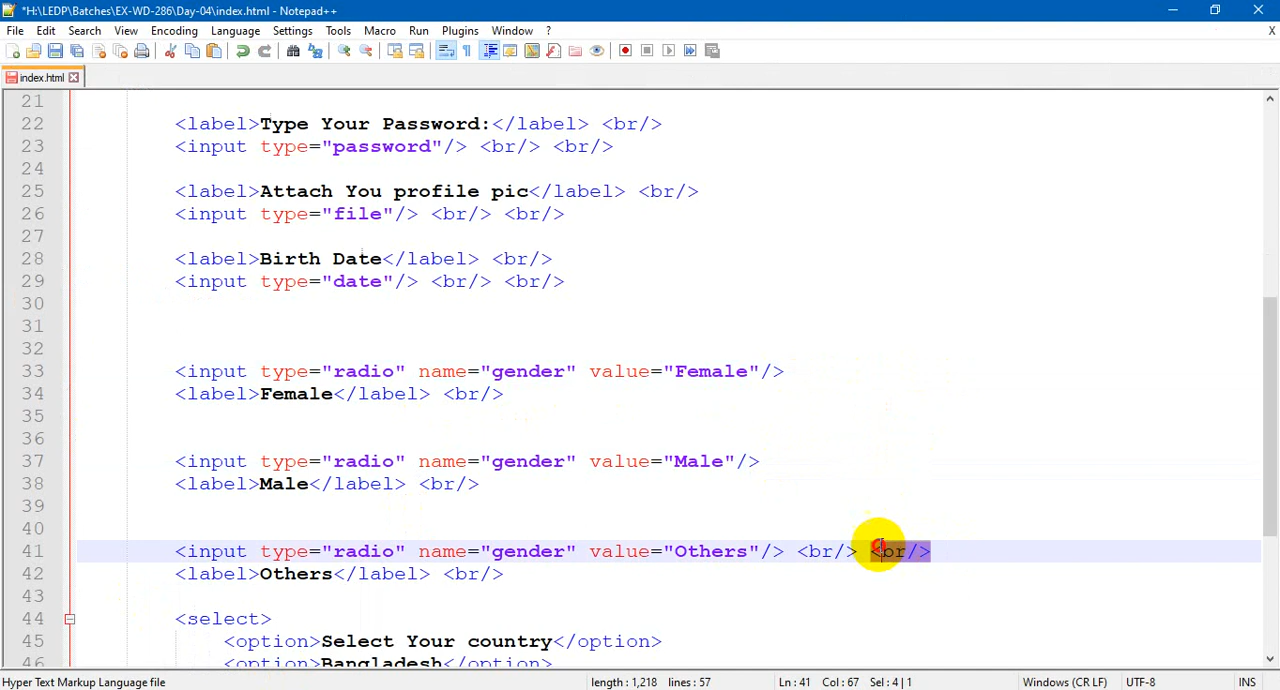 *H:\LEDP\Batches\EX-WD-286\Day-04\index.html - Notepad++
File Edit Search View Encoding Language Settings Tools Macro Run Plugins Window ? X
index.html
21
22 <label>Type Your Password:</label> <br/>
23 <input type="password"/> <br/> <br/>
24
25 <label>Attach You profile pic</label> <br/>
26 <input type="file"/> <br/> <br/>
27
28 <label>Birth Date</label> <br/>
29 <input type="date"/> <br/> <br/>
30
31
32
33 <input type="radio" name="gender" value="Female"/>
34 <label>Female</label> <br/>
35
36
37 <input type="radio" name="gender" value="Male"/>
38 <label>Male</label> <br/>
39
40
41 <input type="radio" name="gender" value="Others"/> <br/> <br/>
42 <label>Others</label> <br/>
43
44 <select>
45 <option>Select Your country</option>
46 <option>Bangladesh</option>
Hyper Text Markup Language file length : 1,218 lines : 57 Ln : 41 Col : 67 Sel : 4 | 1 Windows (CR LF) UTF-8 INS